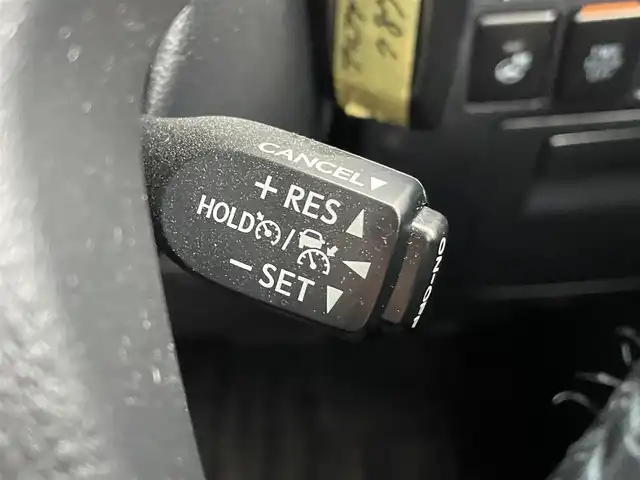 CANCEL▼
+ RES ▲
HOLD / ◀
− SET ▼
ON-OFF